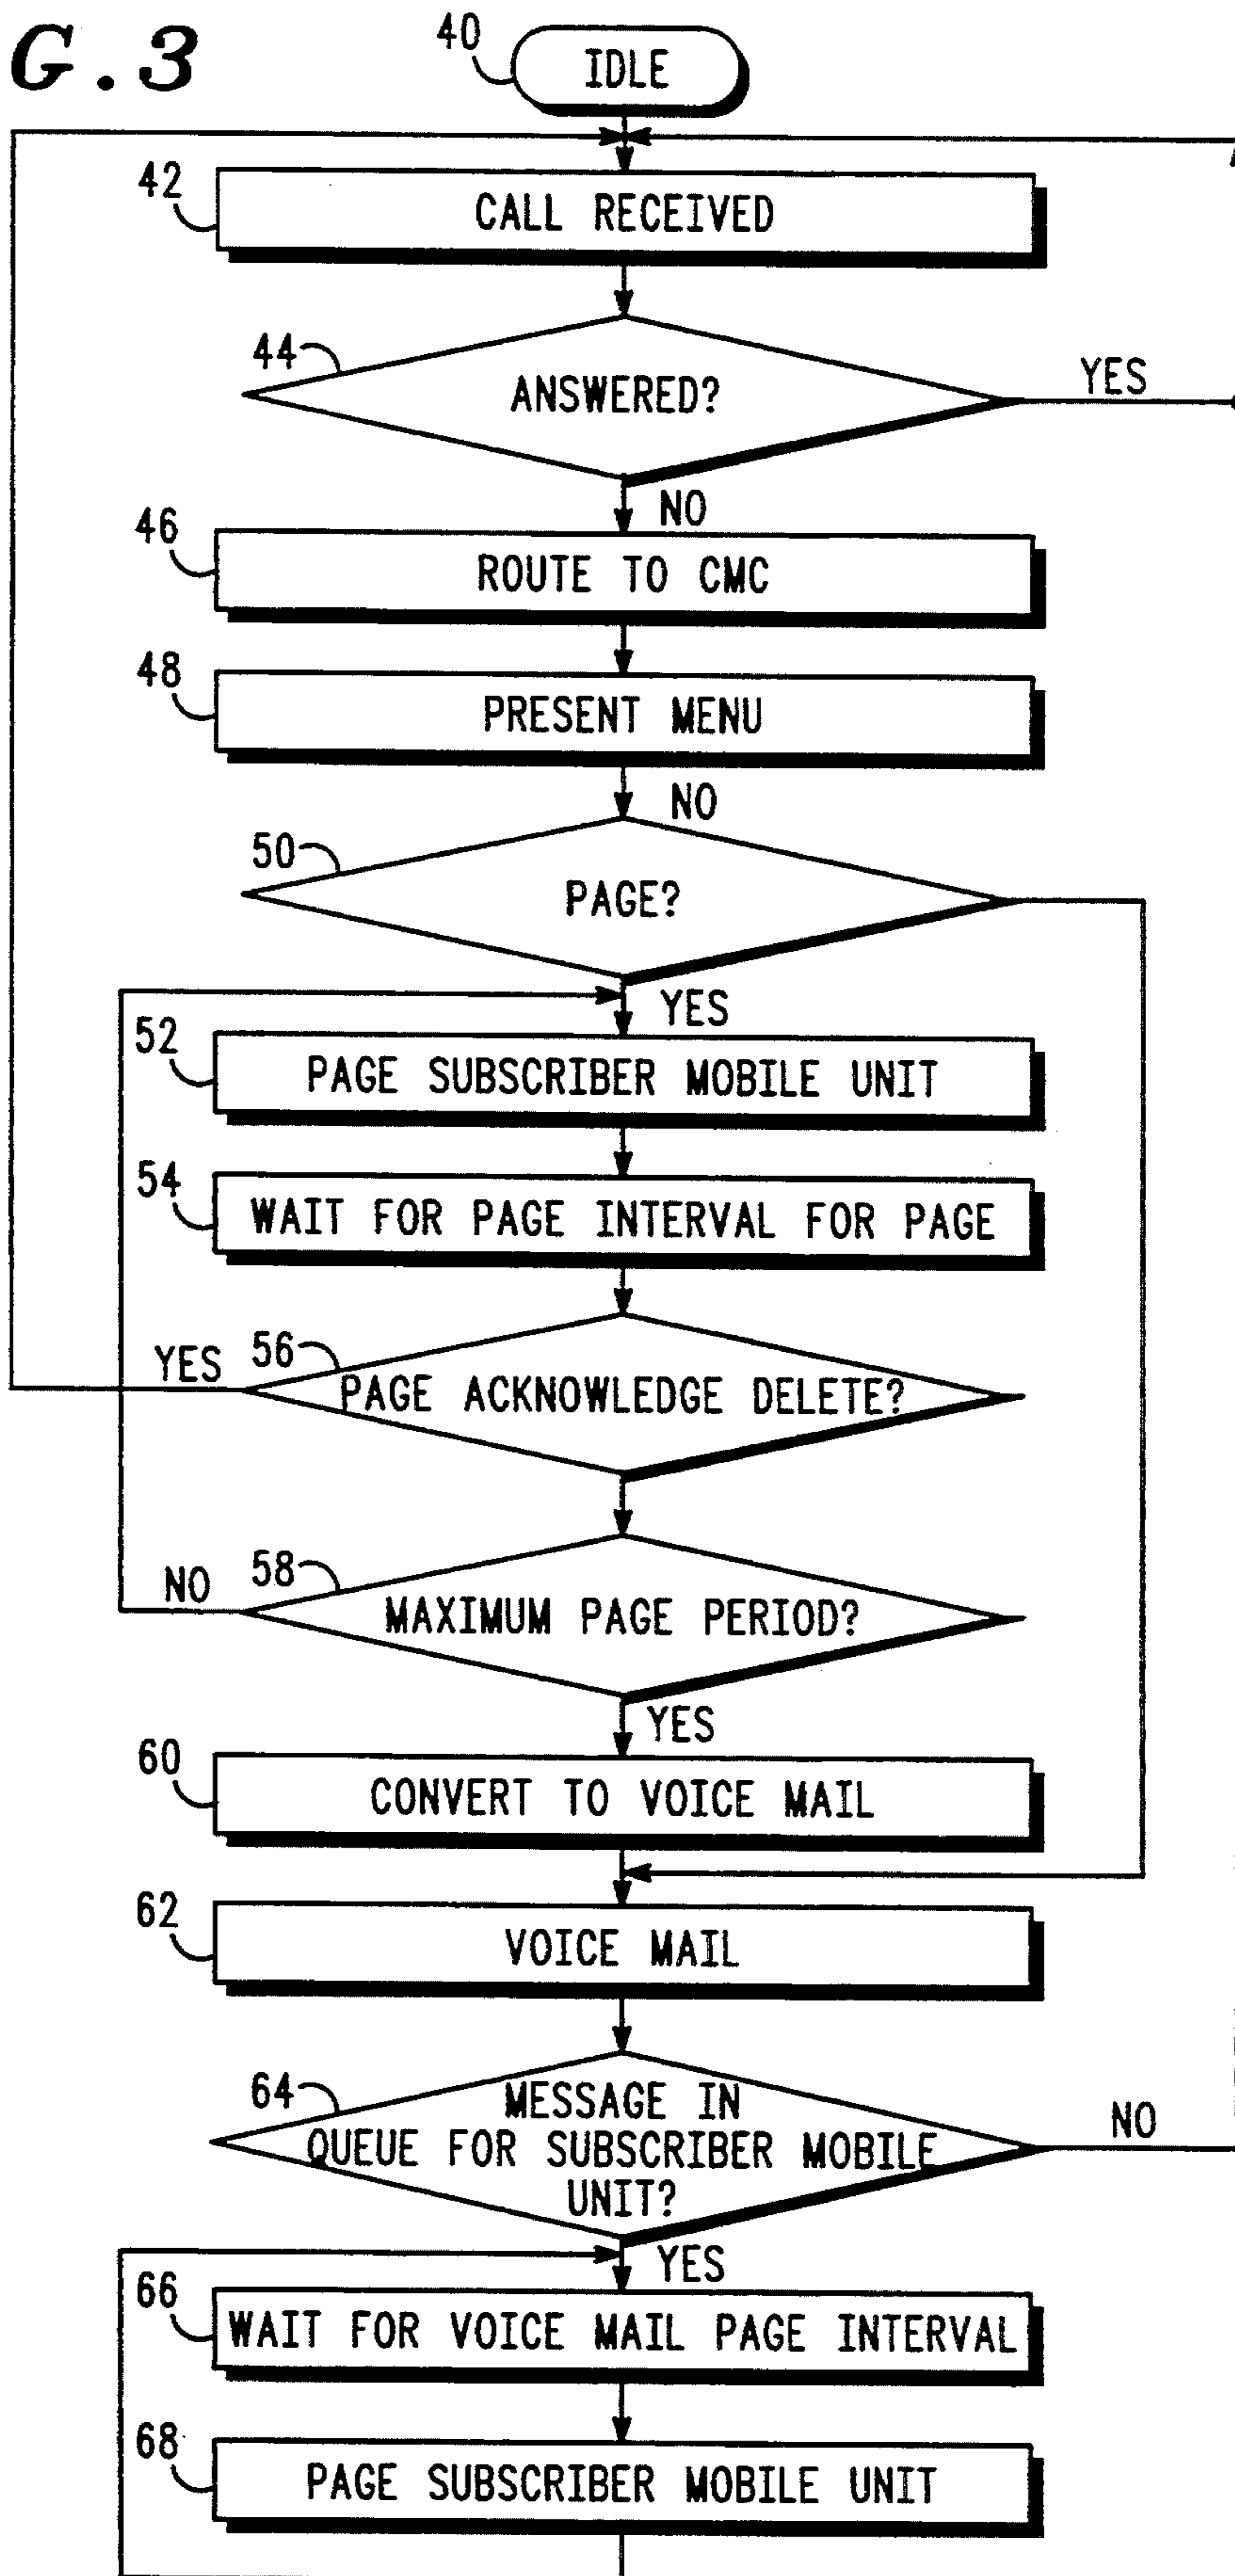 G.3
40
IDLE
42
CALL RECEIVED
44
ANSWERED?
YES
NO
46
ROUTE TO CMC
48
PRESENT MENU
NO
50
PAGE?
YES
52
PAGE SUBSCRIBER MOBILE UNIT
54
WAIT FOR PAGE INTERVAL FOR PAGE
YES
56
PAGE ACKNOWLEDGE DELETE?
NO
58
MAXIMUM PAGE PERIOD?
YES
60
CONVERT TO VOICE MAIL
62
VOICE MAIL
64
MESSAGE IN
QUEUE FOR SUBSCRIBER MOBILE
UNIT?
NO
YES
66
WAIT FOR VOICE MAIL PAGE INTERVAL
68
PAGE SUBSCRIBER MOBILE UNIT